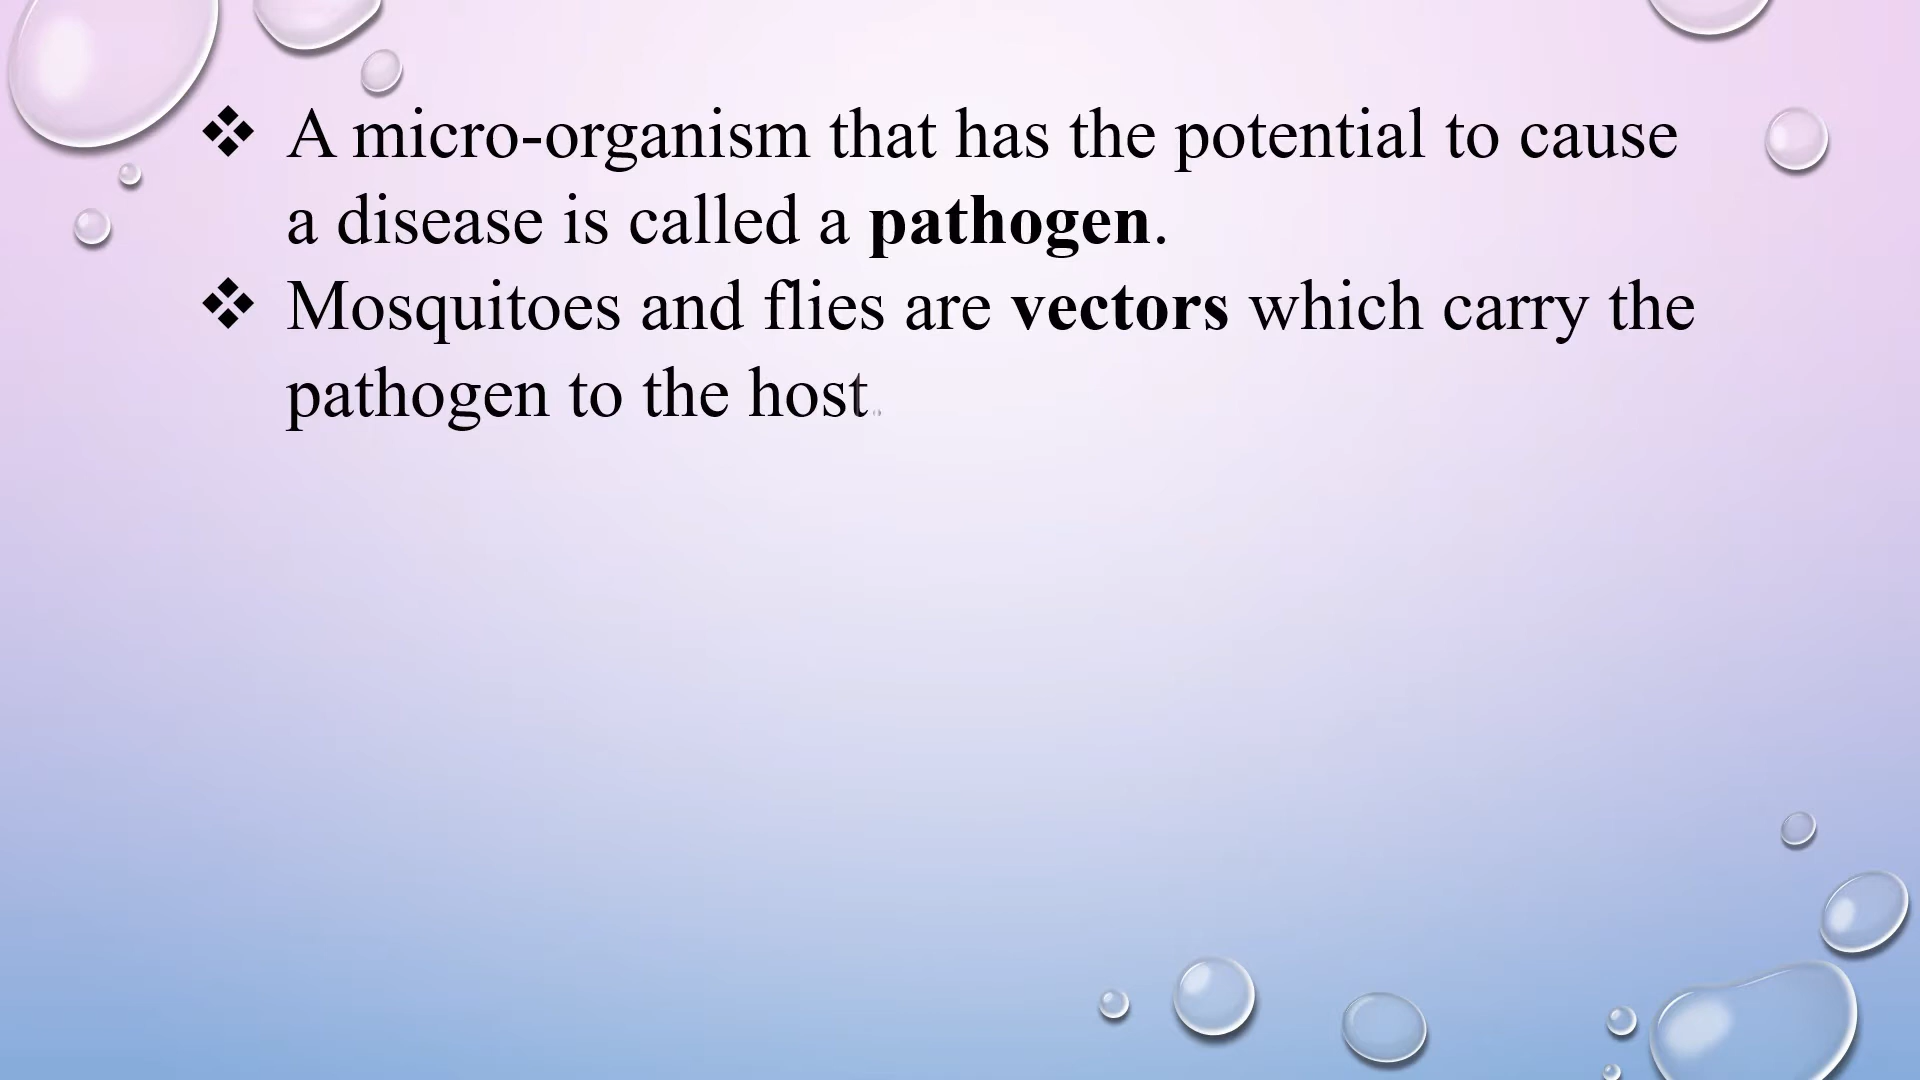 ❖ A micro-organism that has the potential to cause
a disease is called a pathogen.
❖ Mosquitoes and flies are vectors which carry the
pathogen to the host.